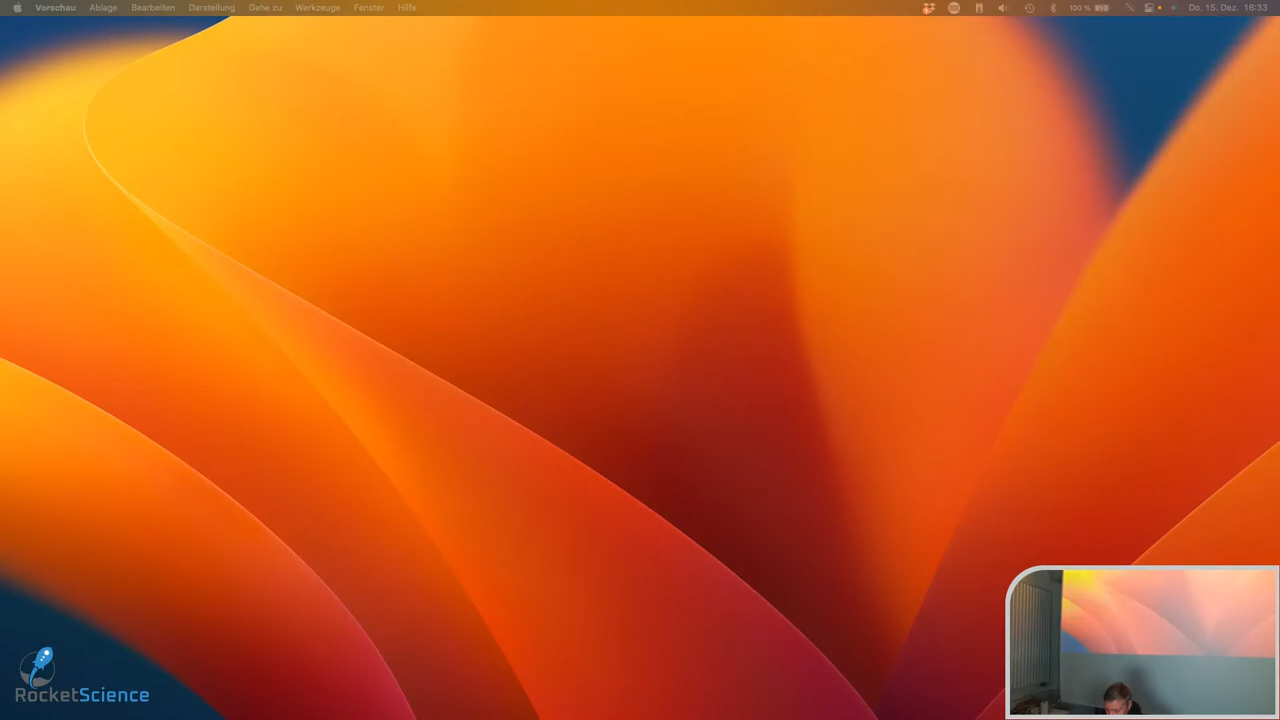 Vorschau Ablage Bearbeiten Darstellung Gehe zu Werkzeuge Fenster Hilfe 100 % Do. 15. Dez. 16:33
RocketScience